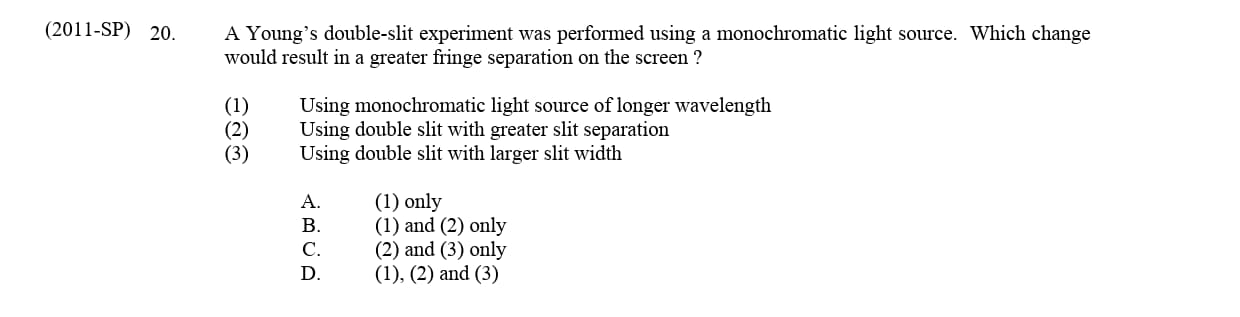 (2011-SP) 20. A Young’s double-slit experiment was performed using a monochromatic light source. Which change
would result in a greater fringe separation on the screen ?
(1) Using monochromatic light source of longer wavelength
(2) Using double slit with greater slit separation
(3) Using double slit with larger slit width
A. (1) only
B. (1) and (2) only
C. (2) and (3) only
D. (1), (2) and (3)